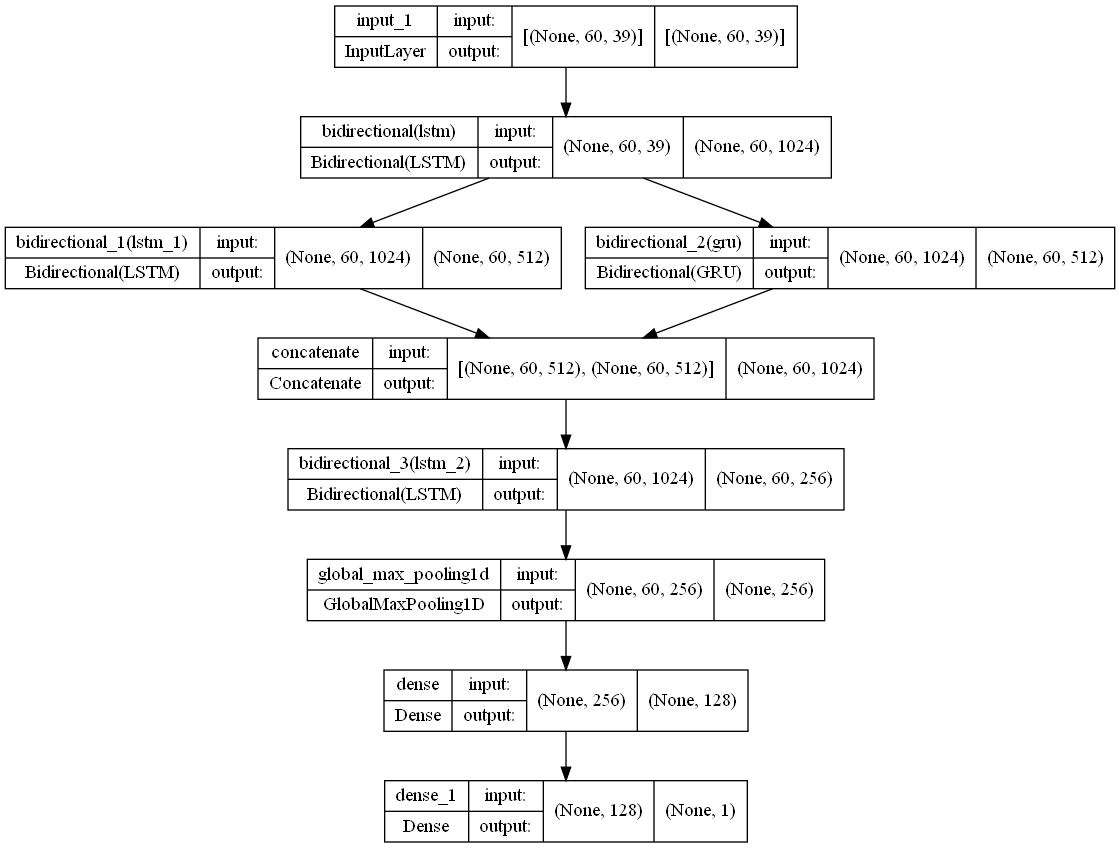 input_1 input: [(None, 60, 39)] [(None, 60, 39)]
InputLayer output:
bidirectional(lstm) input: (None, 60, 39) (None, 60, 1024)
Bidirectional(LSTM) output:
bidirectional_1(lstm_1) input: (None, 60, 1024) (None, 60, 512)
Bidirectional(LSTM) output:
bidirectional_2(gru) input: (None, 60, 1024) (None, 60, 512)
Bidirectional(GRU) output:
concatenate input: [(None, 60, 512), (None, 60, 512)] (None, 60, 1024)
Concatenate output:
bidirectional_3(lstm_2) input: (None, 60, 1024) (None, 60, 256)
Bidirectional(LSTM) output:
global_max_pooling1d input: (None, 60, 256) (None, 256)
GlobalMaxPooling1D output:
dense input: (None, 256) (None, 128)
Dense output:
dense_1 input: (None, 128) (None, 1)
Dense output: